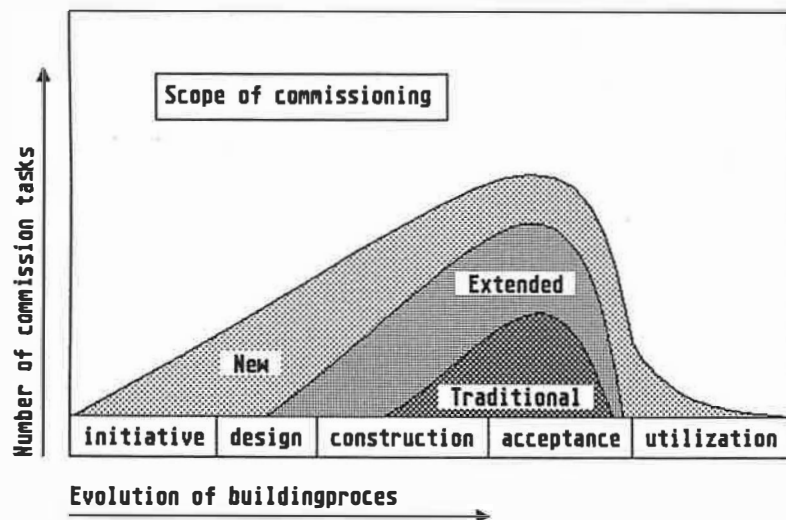 Scope of commissioning
Number of commission tasks
Extended
New
Traditional
initiative
design
construction
acceptance
utilization
Evolution of buildingproces